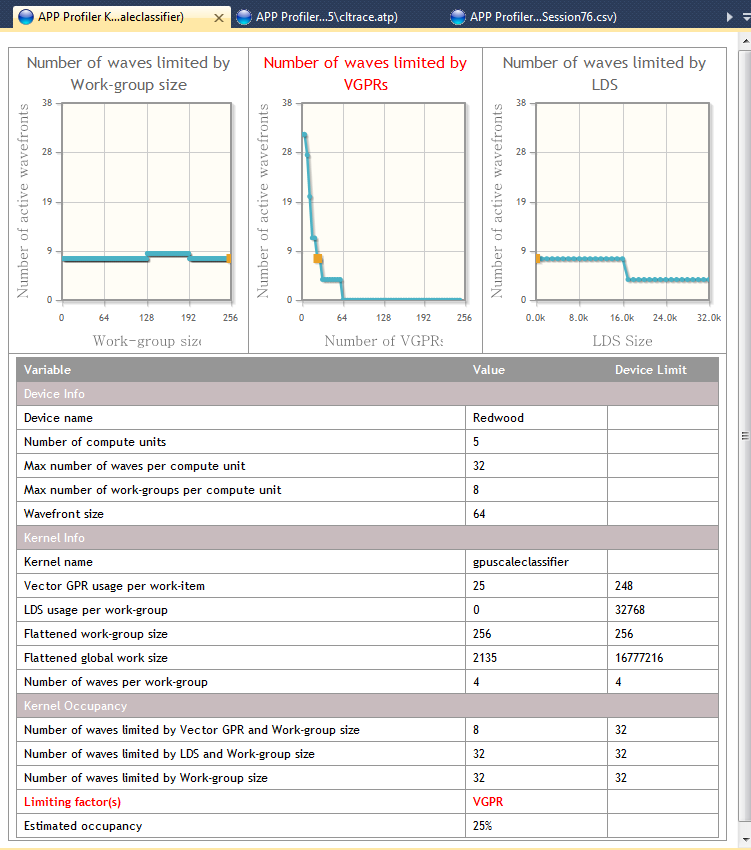 APP Profiler K...aleclassifier)
APP Profiler...5\cltrace.atp)
APP Profiler...Session76.csv)
Number of waves limited by
Work-group size
Number of active wavefronts
38
28
19
9
0
0 64 128 192 256
Work-group size
Number of waves limited by
VGPRs
Number of active wavefronts
38
28
19
9
0
0 64 128 192 256
Number of VGPRs
Number of waves limited by
LDS
Number of active wavefronts
38
28
19
9
0
0.0k 8.0k 16.0k 24.0k 32.0k
LDS Size
Variable Value Device Limit
Device Info
Device name Redwood
Number of compute units 5
Max number of waves per compute unit 32
Max number of work-groups per compute unit 8
Wavefront size 64
Kernel Info
Kernel name gpuscaleclassifier
Vector GPR usage per work-item 25 248
LDS usage per work-group 0 32768
Flattened work-group size 256 256
Flattened global work size 2135 16777216
Number of waves per work-group 4 4
Kernel Occupancy
Number of waves limited by Vector GPR and Work-group size 8 32
Number of waves limited by LDS and Work-group size 32 32
Number of waves limited by Work-group size 32 32
Limiting factor(s) VGPR
Estimated occupancy 25%